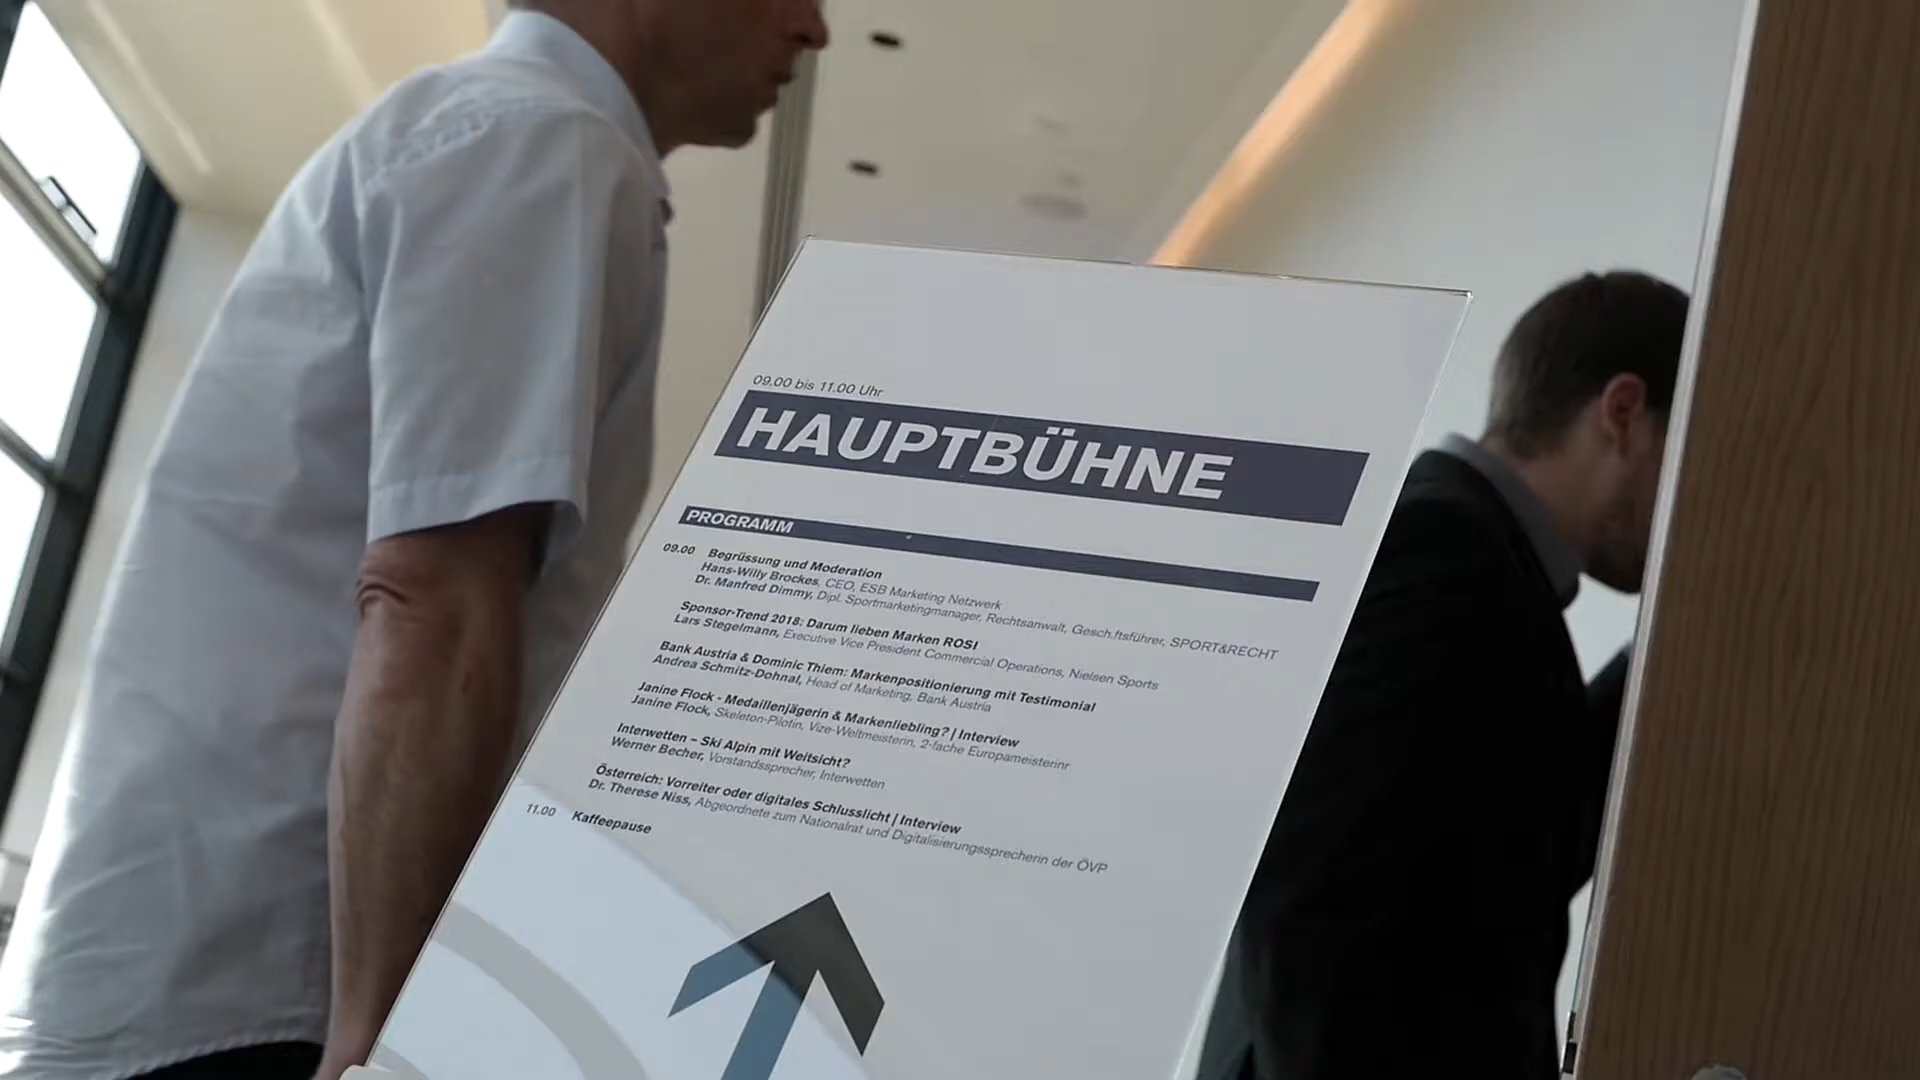 09.00 bis 11.00 Uhr
HAUPTBÜHNE
PROGRAMM
09.00 Begrüssung und Moderation
Hans-Willy Brockes, CEO, ESB Marketing Netzwerk
Dr. Manfred Dimmy, Dipl. Sportmarketingmanager, Rechtsanwalt, Gesch.ftsführer, SPORT&RECHT
Sponsor-Trend 2018: Darum lieben Marken ROSI
Lars Stegelmann, Executive Vice President Commercial Operations, Nielsen Sports
Bank Austria & Dominic Thiem: Markenpositionierung mit Testimonial
Andrea Schmitz-Dohnal, Head of Marketing, Bank Austria
Janine Flock - Medaillenjägerin & Markenliebling? | Interview
Janine Flock, Skeleton-Pilotin, Vize-Weltmeisterin, 2-fache Europameisterinr
Interwetten – Ski Alpin mit Weitsicht?
Werner Becher, Vorstandssprecher, Interwetten
Österreich: Vorreiter oder digitales Schlusslicht | Interview
Dr. Therese Niss, Abgeordnete zum Nationalrat und Digitalisierungssprecherin der ÖVP
11.00 Kaffeepause